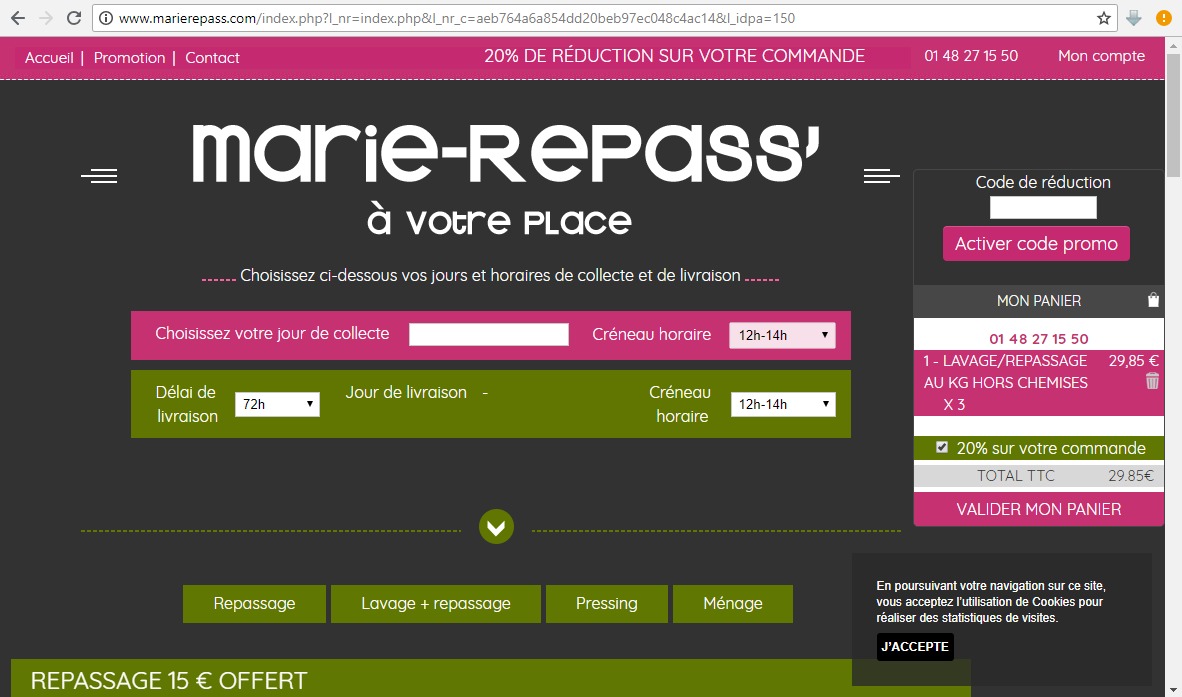 www.marierepass.com/index.php?l_nr=index.php&l_nr_c=aeb764a6a854dd20beb97ec048c4ac14&l_idpa=150
Accueil | Promotion | Contact
20% DE RÉDUCTION SUR VOTRE COMMANDE
01 48 27 15 50
Mon compte
marie-Repass'
à votre place
Choisissez ci-dessous vos jours et horaires de collecte et de livraison
Choisissez votre jour de collecte
Créneau horaire
12h-14h
Délai de
livraison
72h
Jour de livraison -
Créneau
horaire
12h-14h
Code de réduction
Activer code promo
MON PANIER
01 48 27 15 50
1 - LAVAGE/REPASSAGE 29,85 €
AU KG HORS CHEMISES
X 3
20% sur votre commande
TOTAL TTC 29.85€
VALIDER MON PANIER
Repassage
Lavage + repassage
Pressing
Ménage
En poursuivant votre navigation sur ce site,
vous acceptez l'utilisation de Cookies pour
réaliser des statistiques de visites.
J'ACCEPTE
REPASSAGE 15 € OFFERT